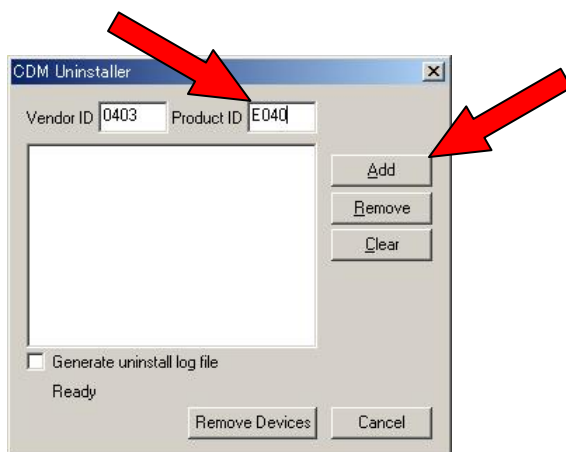 CDM Uninstaller
Vendor ID 0403 Product ID E040
Add
Remove
Clear
Generate uninstall log file
Ready
Remove Devices Cancel